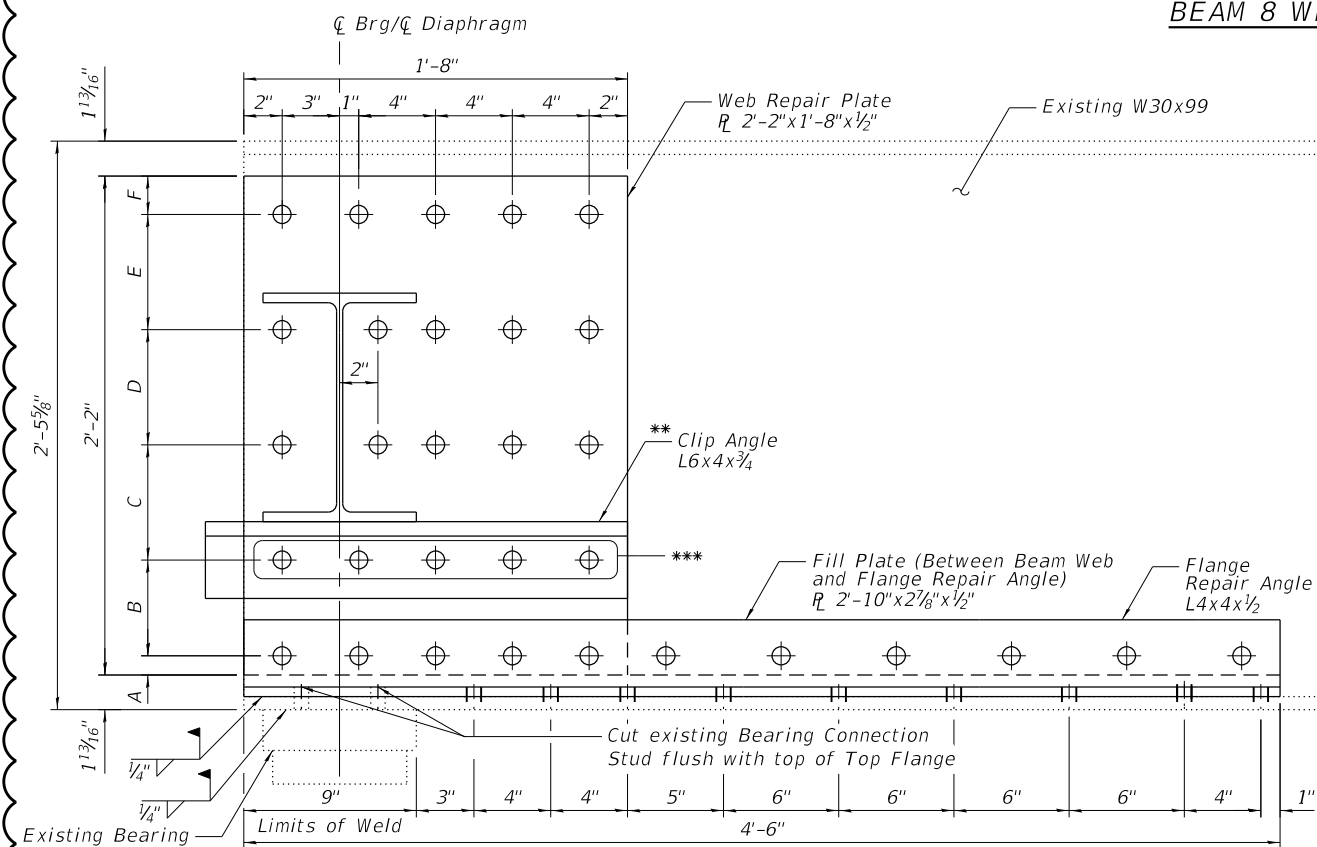 BEAM 8 W
℄ Brg/℄ Diaphragm
1'-8"
2" 3" 1" 4" 4" 4" 2"
1 13/16"
Web Repair Plate
PL 2'-2"x1'-8"x1/2"
Existing W30x99
F
E
D
C
B
A
2'-5 5/8"
2'-2"
2"
** Clip Angle
L6x4x3/4
***
Fill Plate (Between Beam Web
and Flange Repair Angle)
PL 2'-10"x2 7/8"x1/2"
Flange
Repair Angle
L4x4x1/2
1 13/16"
1/4"
1/4"
Cut existing Bearing Connection
Stud flush with top of Top Flange
9" 3" 4" 4" 5" 6" 6" 6" 6" 4" 1"
Existing Bearing
Limits of Weld
4'-6"